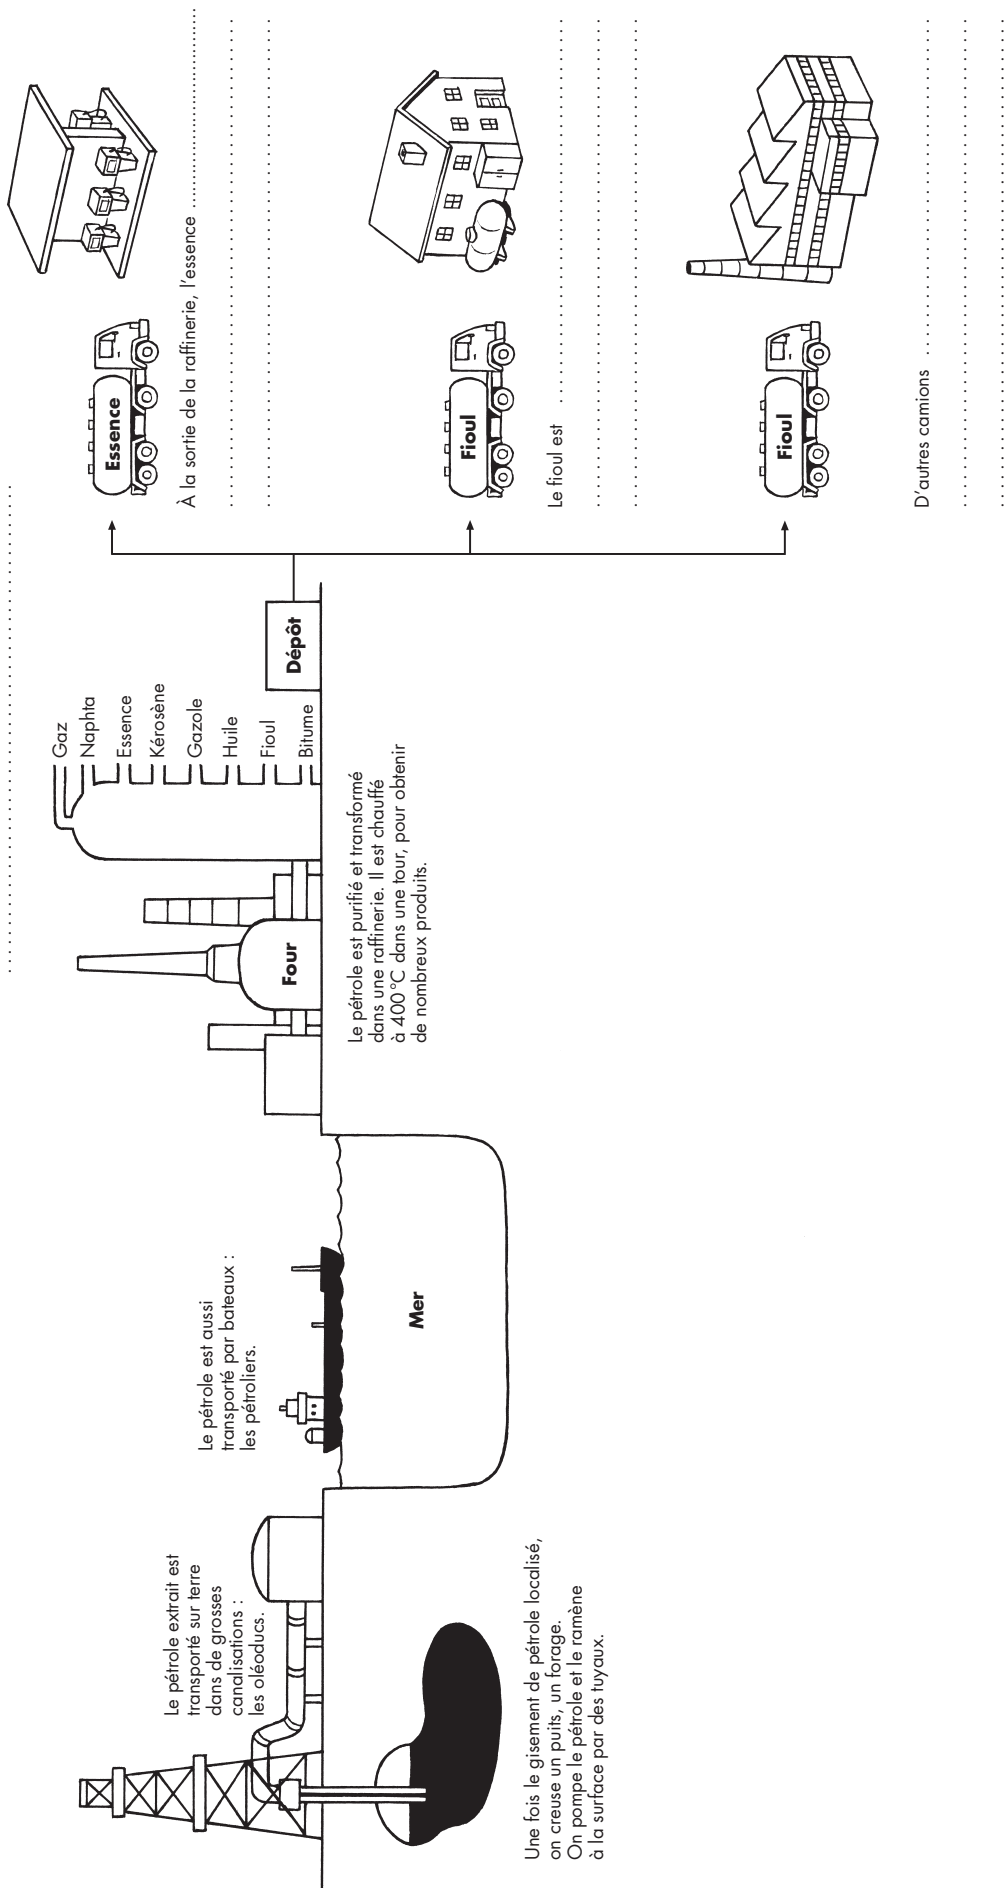 Une fois le gisement de pétrole localisé,
on creuse un puits, un forage.
On pompe le pétrole et le ramène
à la surface par des tuyaux.
Le pétrole extrait est
transporté sur terre
dans de grosses
canalisations :
les oléoducs.
Le pétrole est aussi
transporté par bateaux :
les pétroliers.
Mer
Four
Le pétrole est purifié et transformé
dans une raffinerie. Il est chauffé
à 400 °C dans une tour, pour obtenir
de nombreux produits.
Gaz
Naphta
Essence
Kérosène
Gazole
Huile
Fioul
Bitume
Dépôt
Essence
À la sortie de la raffinerie, l'essence
Fioul
Le fioul est
Fioul
D'autres camions